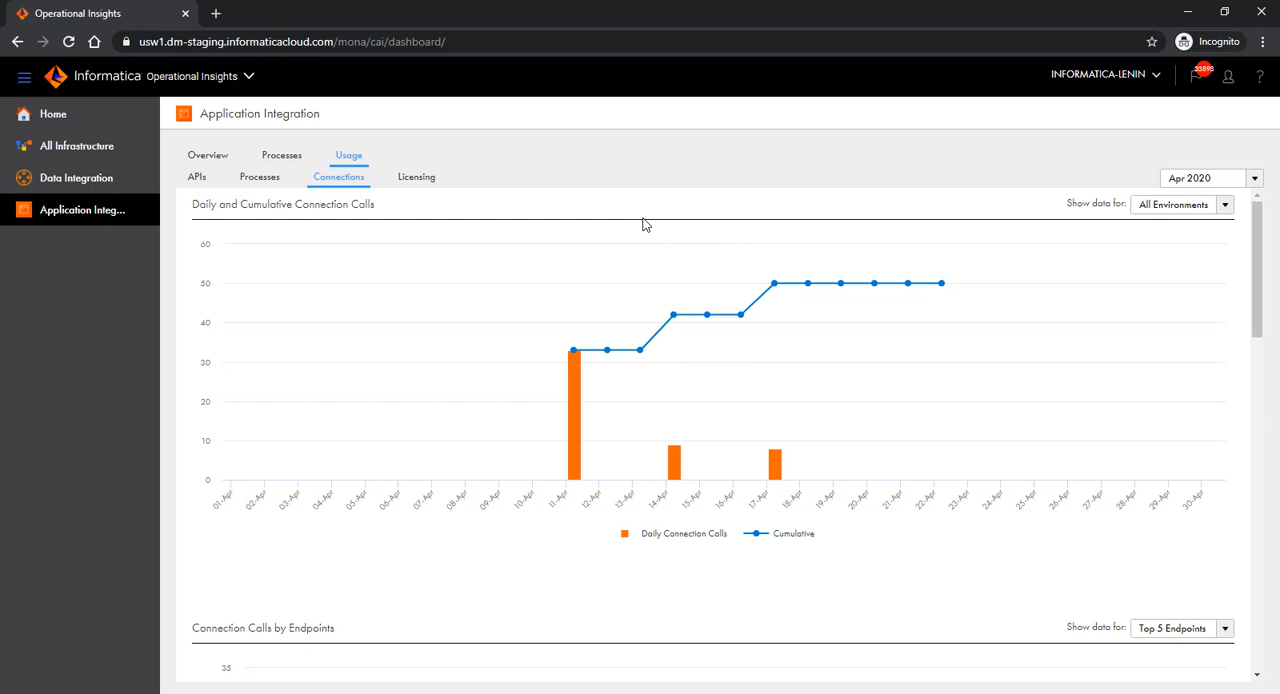 Operational Insights
usw1.dm-staging.informaticacloud.com/mona/cai/dashboard/
Incognito
Informatica Operational Insights
INFORMATICA-LENIN
33898
?
Home
All Infrastructure
Data Integration
Application Integ...
Application Integration
Overview Processes Usage
APIs Processes Connections Licensing
Apr 2020
Daily and Cumulative Connection Calls
Show data for: All Environments
60
50
40
30
20
10
0
01-Apr 02-Apr 03-Apr 04-Apr 05-Apr 06-Apr 07-Apr 08-Apr 09-Apr 10-Apr 11-Apr 12-Apr 13-Apr 14-Apr 15-Apr 16-Apr 17-Apr 18-Apr 19-Apr 20-Apr 21-Apr 22-Apr 23-Apr 24-Apr 25-Apr 26-Apr 27-Apr 28-Apr 29-Apr 30-Apr
Daily Connection Calls Cumulative
Connection Calls by Endpoints
Show data for: Top 5 Endpoints
35